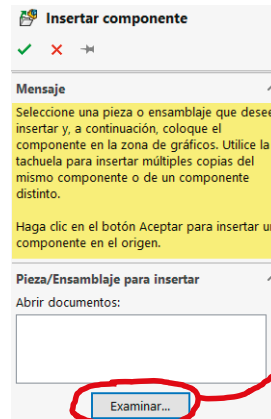 Insertar componente
Mensaje
Seleccione una pieza o ensamblaje que desee
insertar y, a continuación, coloque el
componente en la zona de gráficos. Utilice la
tachuela para insertar múltiples copias del
mismo componente o de un componente
distinto.
Haga clic en el botón Aceptar para insertar un
componente en el origen.
Pieza/Ensamblaje para insertar
Abrir documentos:
Examinar...